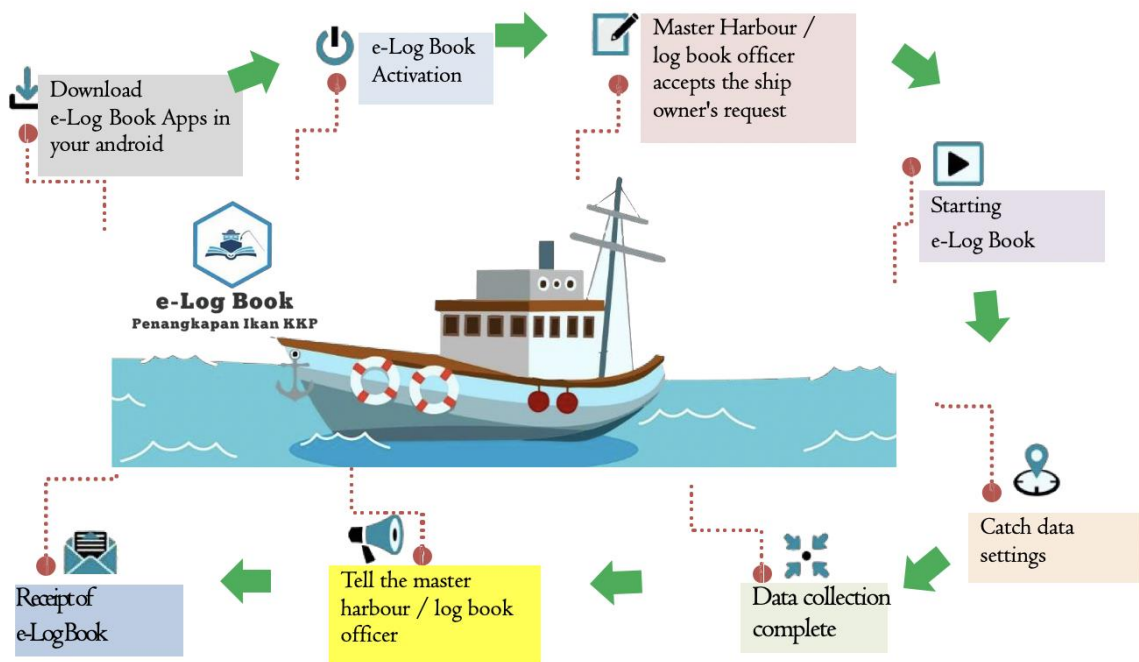 Download
e-Log Book Apps in
your android
e-Log Book
Activation
Master Harbour /
log book officer
accepts the ship
owner's request
Starting
e-Log Book
e-Log Book
Penangkapan Ikan KKP
Catch data
settings
Data collection
complete
Tell the master
harbour / log book
officer
Receipt of
e-Log Book